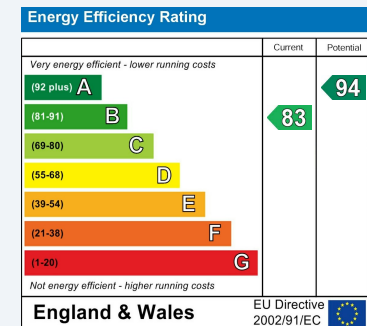 Energy Efficiency Rating
Current Potential
Very energy efficient - lower running costs
(92 plus) A
94
(81-91) B
83
(69-80) C
(55-68) D
(39-54) E
(21-38) F
(1-20) G
Not energy efficient - higher running costs
England & Wales
EU Directive
2002/91/EC